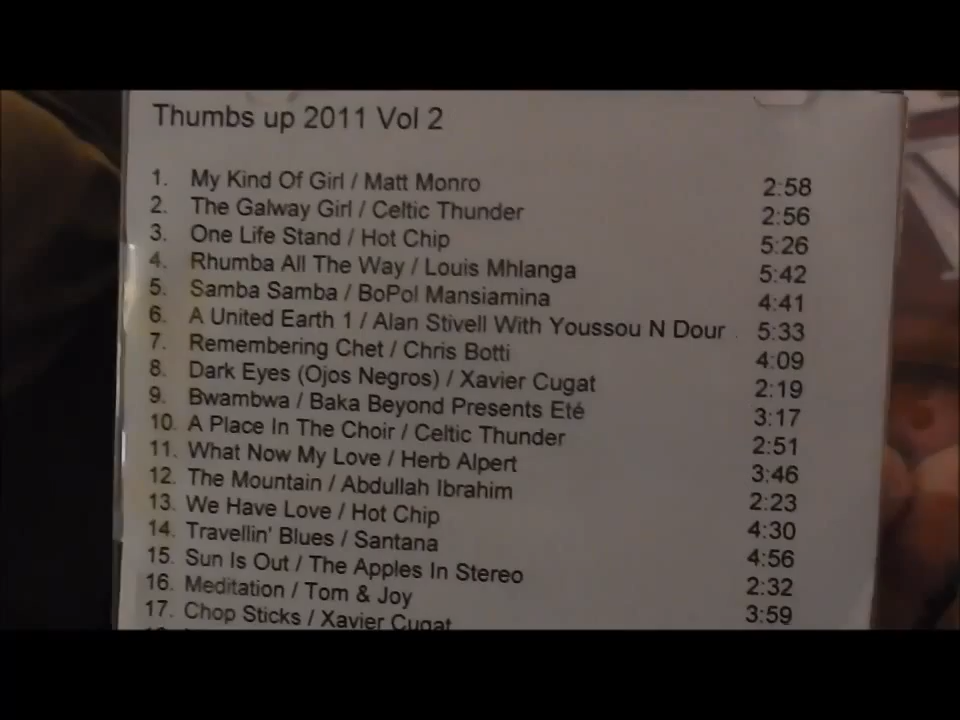 Thumbs up 2011 Vol 2
1. My Kind Of Girl / Matt Monro 2:58
2. The Galway Girl / Celtic Thunder 2:56
3. One Life Stand / Hot Chip 5:26
4. Rhumba All The Way / Louis Mhlanga 5:42
5. Samba Samba / BoPol Mansiamina 4:41
6. A United Earth 1 / Alan Stivell With Youssou N Dour 5:33
7. Remembering Chet / Chris Botti 4:09
8. Dark Eyes (Ojos Negros) / Xavier Cugat 2:19
9. Bwambwa / Baka Beyond Presents Eté 3:17
10. A Place In The Choir / Celtic Thunder 2:51
11. What Now My Love / Herb Alpert 3:46
12. The Mountain / Abdullah Ibrahim 2:23
13. We Have Love / Hot Chip 4:30
14. Travellin' Blues / Santana 4:56
15. Sun Is Out / The Apples In Stereo 2:32
16. Meditation / Tom & Joy 3:59
17. Chop Sticks / Xavier Cugat